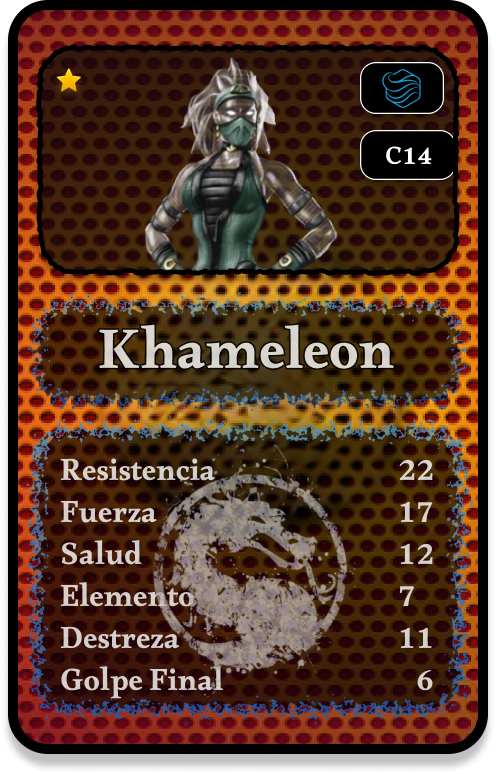 C14
Khameleon
Resistencia 22
Fuerza 17
Salud 12
Elemento 7
Destreza 11
Golpe Final 6